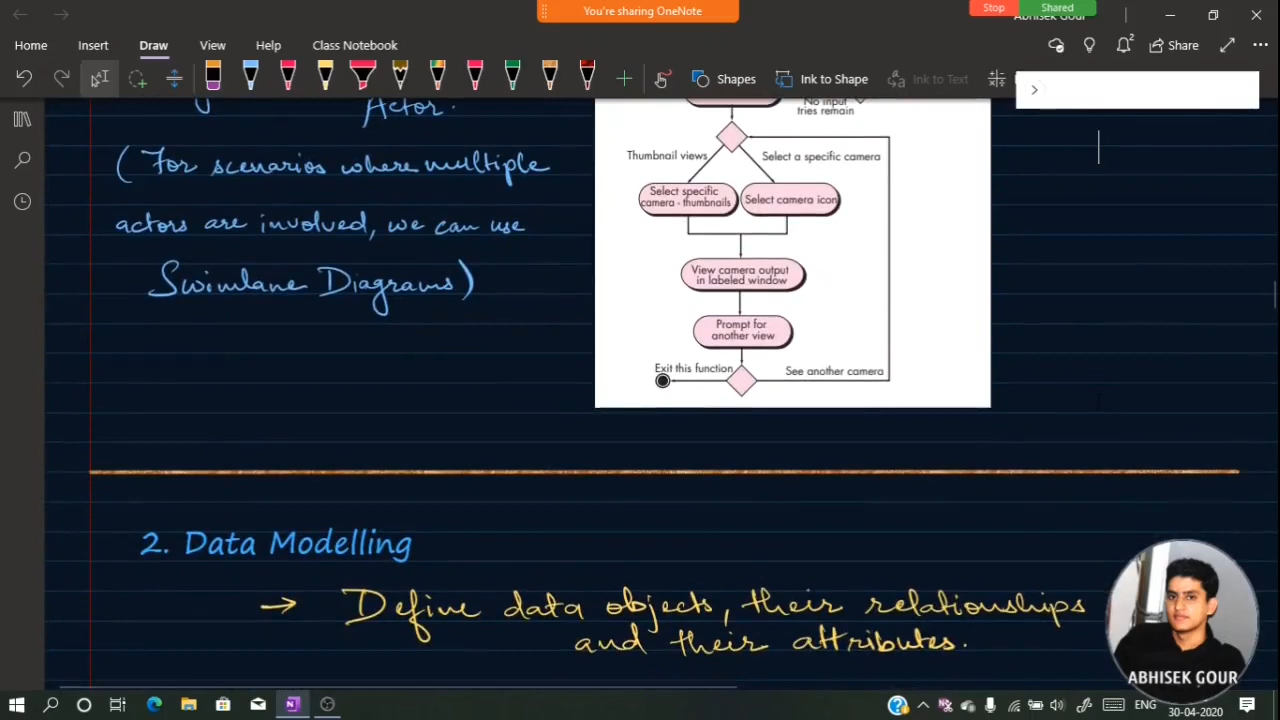 You're sharing OneNote
Stop
Shared
Abhisek Gour
Home
Insert
Draw
View
Help
Class Notebook
Share
Shapes
Ink to Shape
Ink to Text
Actor.
(For scenarios where multiple
actors are involved, we can use
Swimlane Diagrams)
No input
tries remain
Thumbnail views
Select a specific camera
Select specific
camera - thumbnails
Select camera icon
View camera output
in labeled window
Prompt for
another view
Exit this function
See another camera
2. Data Modelling
→ Define data objects, their relationships
and their attributes.
ABHISEK GOUR
ENG
30-04-2020